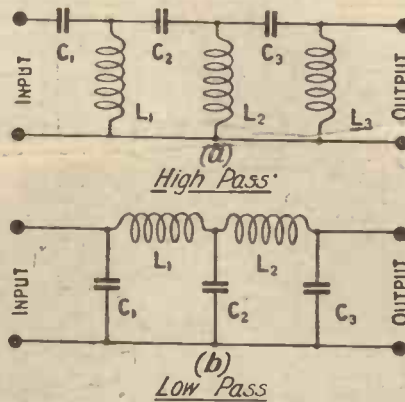 INPUT
C₁
C₂
C₃
L₁
L₂
L₃
OUTPUT
(a)
High Pass.
INPUT
L₁
L₂
C₁
C₂
C₃
OUTPUT
(b)
Low Pass